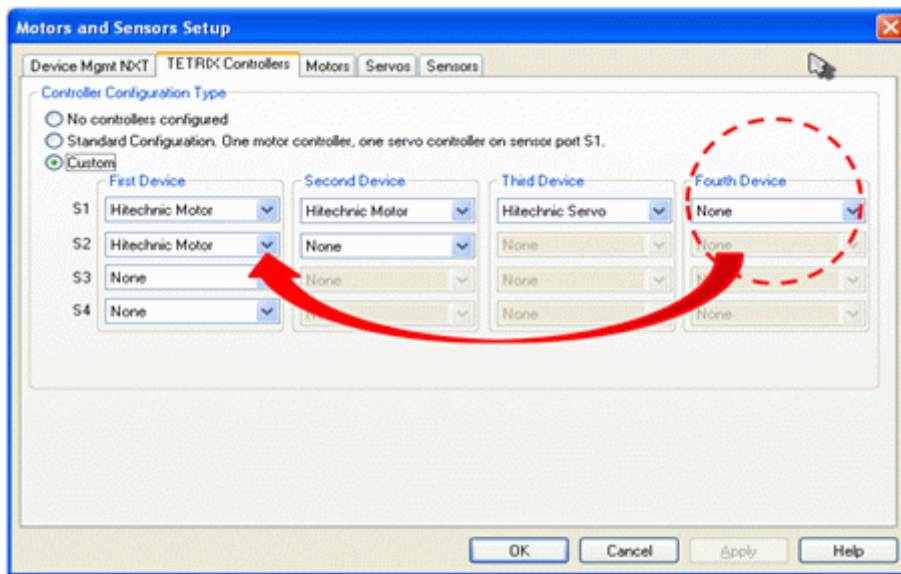 Motors and Sensors Setup
Device Mgmt NXT TETRIX Controllers Motors Servos Sensors
Controller Configuration Type
No controllers configured
Standard Configuration. One motor controller, one servo controller on sensor port S1.
Custom
First Device Second Device Third Device Fourth Device
S1 Hitechnic Motor Hitechnic Motor Hitechnic Servo None
S2 Hitechnic Motor None None None
S3 None None None
S4 None None None None
OK Cancel Apply Help